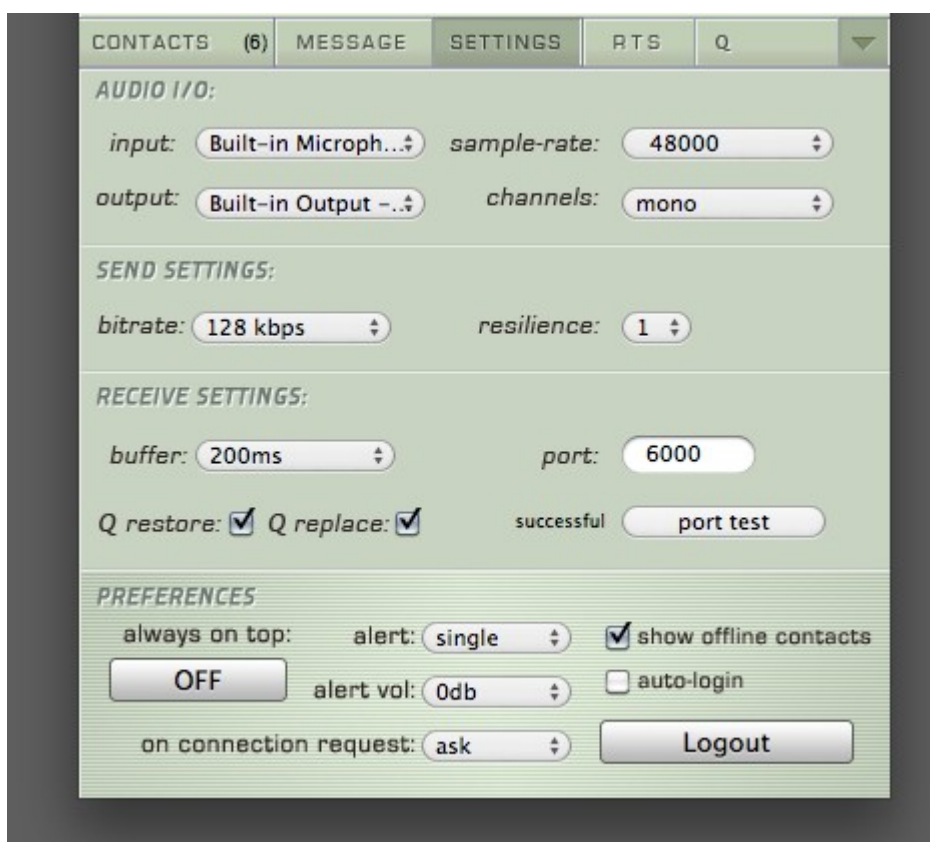 CONTACTS (6) MESSAGE SETTINGS RTS Q
AUDIO I/O:
input: Built-in Microph... sample-rate: 48000
output: Built-in Output -... channels: mono
SEND SETTINGS:
bitrate: 128 kbps resilience: 1
RECEIVE SETTINGS:
buffer: 200ms port: 6000
Q restore: Q replace: successful port test
PREFERENCES
always on top: alert: single show offline contacts
OFF alert vol: 0db auto-login
on connection request: ask Logout